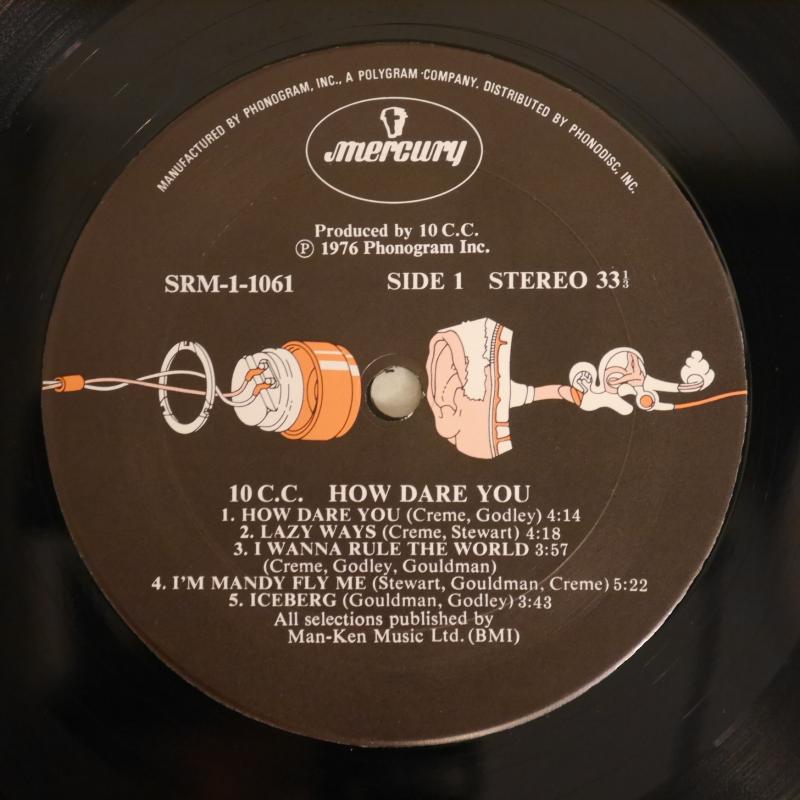 MANUFACTURED BY PHONOGRAM, INC., A POLYGRAM COMPANY. DISTRIBUTED BY PHONODISC, INC.
mercury
Produced by 10 C.C.
Ⓟ 1976 Phonogram Inc.
SRM-1-1061 SIDE 1 STEREO 33⅓
10 C.C. HOW DARE YOU
1. HOW DARE YOU (Creme, Godley) 4:14
2. LAZY WAYS (Creme, Stewart) 4:18
3. I WANNA RULE THE WORLD 3:57
(Creme, Godley, Gouldman)
4. I'M MANDY FLY ME (Stewart, Gouldman, Creme) 5:22
5. ICEBERG (Gouldman, Godley) 3:43
All selections published by
Man-Ken Music Ltd. (BMI)